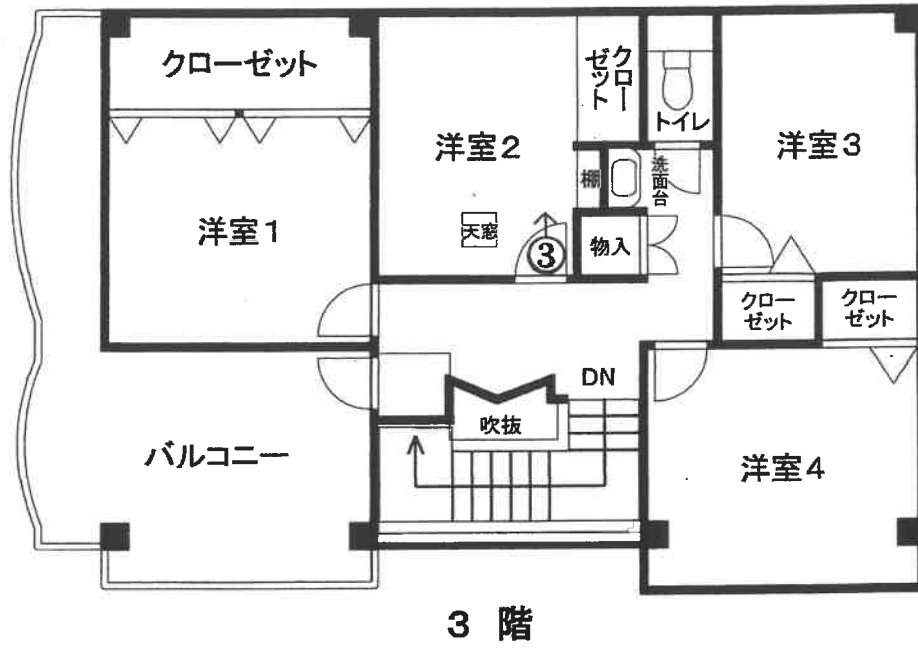 クローゼット
クローゼット
トイレ
洋室2
洋室3
棚
洗面台
洋室1
天窓
③
物入
クローゼット
クローゼット
DN
吹抜
バルコニー
洋室4
3 階